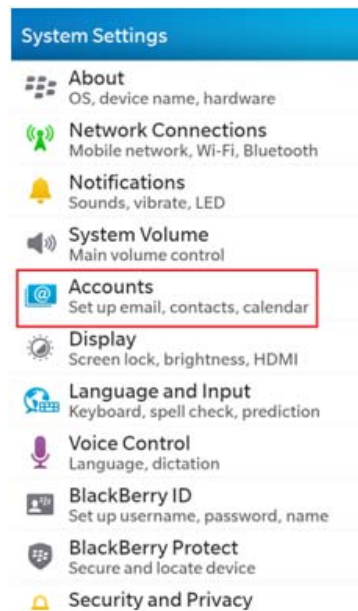 System Settings
About
OS, device name, hardware
Network Connections
Mobile network, Wi-Fi, Bluetooth
Notifications
Sounds, vibrate, LED
System Volume
Main volume control
Accounts
Set up email, contacts, calendar
Display
Screen lock, brightness, HDMI
Language and Input
Keyboard, spell check, prediction
Voice Control
Language, dictation
BlackBerry ID
Set up username, password, name
BlackBerry Protect
Secure and locate device
Security and Privacy